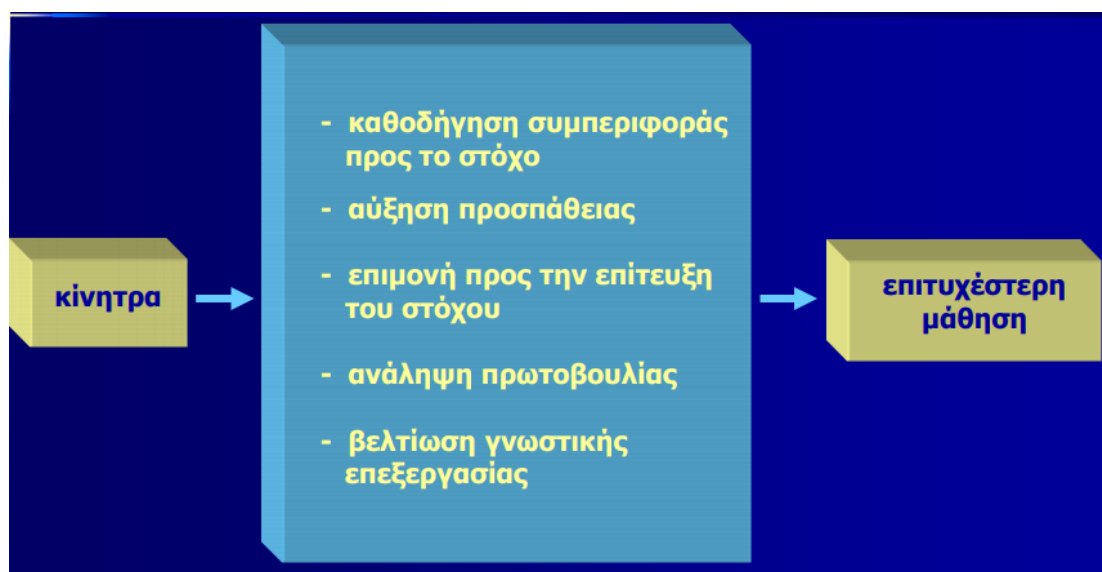 κίνητρα
- καθοδήγηση συμπεριφοράς
προς το στόχο
- αύξηση προσπάθειας
- επιμονή προς την επίτευξη
του στόχου
- ανάληψη πρωτοβουλίας
- βελτίωση γνωστικής
επεξεργασίας
επιτυχέστερη
μάθηση